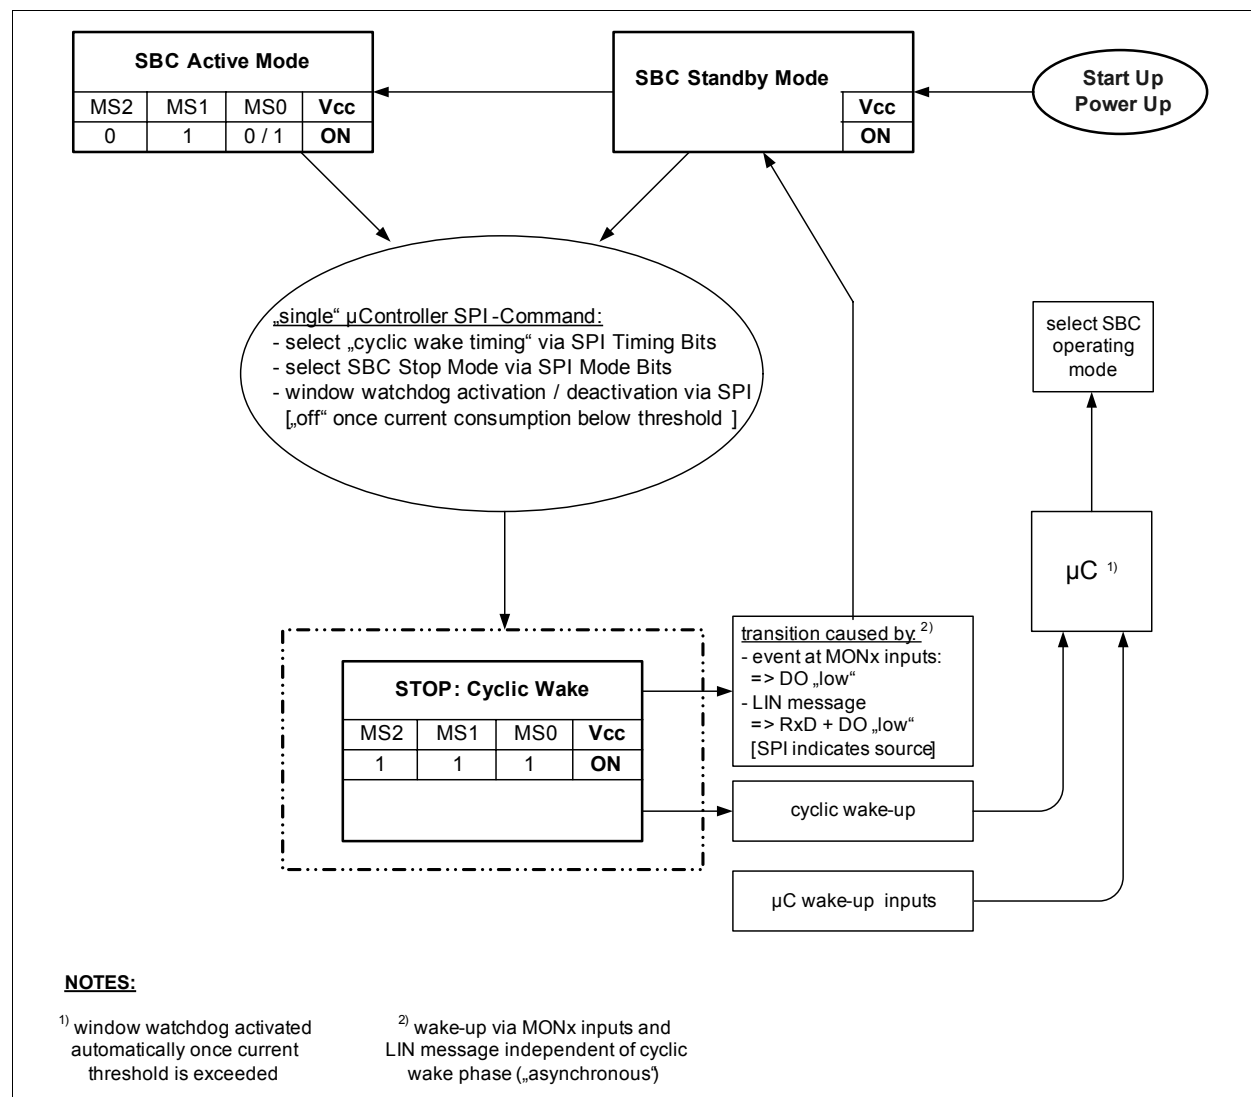 SBC Active Mode
MS2 MS1 MS0 Vcc
0 1 0 / 1 ON
SBC Standby Mode
Vcc
ON
Start Up
Power Up
„single“ µController SPI-Command:
- select „cyclic wake timing“ via SPI Timing Bits
- select SBC Stop Mode via SPI Mode Bits
- window watchdog activation / deactivation via SPI
[„off“ once current consumption below threshold ]
select SBC
operating
mode
µC 1)
STOP: Cyclic Wake
MS2 MS1 MS0 Vcc
1 1 1 ON
transition caused by: 2)
- event at MONx inputs:
=> DO „low“
- LIN message
=> RxD + DO „low“
[SPI indicates source]
cyclic wake-up
µC wake-up inputs
NOTES:
1) window watchdog activated
automatically once current
threshold is exceeded
2) wake-up via MONx inputs and
LIN message independent of cyclic
wake phase („asynchronous“)